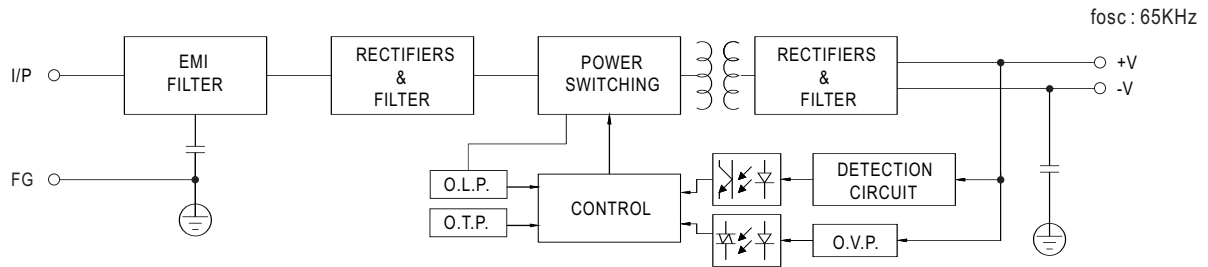 fosc : 65KHz
I/P
EMI
FILTER
RECTIFIERS
&
FILTER
POWER
SWITCHING
RECTIFIERS
&
FILTER
+V
-V
FG
O.L.P.
O.T.P.
CONTROL
DETECTION
CIRCUIT
O.V.P.